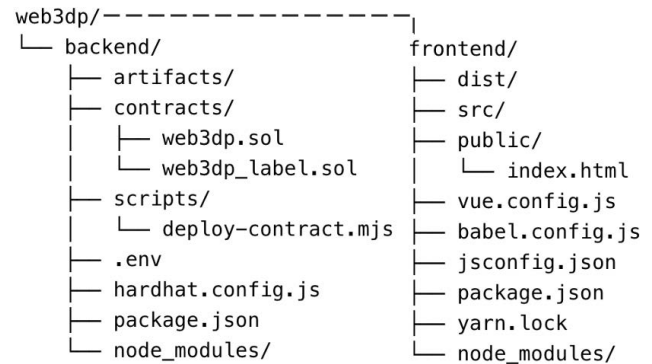 web3dp/
backend/
artifacts/
contracts/
web3dp.sol
web3dp_label.sol
scripts/
deploy-contract.mjs
.env
hardhat.config.js
package.json
node_modules/
frontend/
dist/
src/
public/
index.html
vue.config.js
babel.config.js
jsconfig.json
package.json
yarn.lock
node_modules/